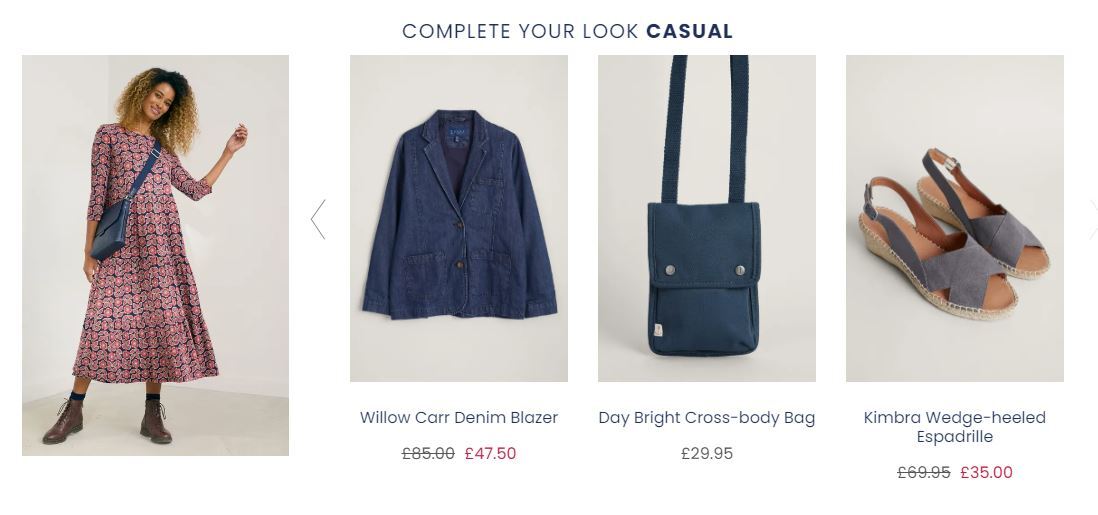 COMPLETE YOUR LOOK CASUAL
Willow Carr Denim Blazer
£85.00 £47.50
Day Bright Cross-body Bag
£29.95
Kimbra Wedge-heeled
Espadrille
£69.95 £35.00